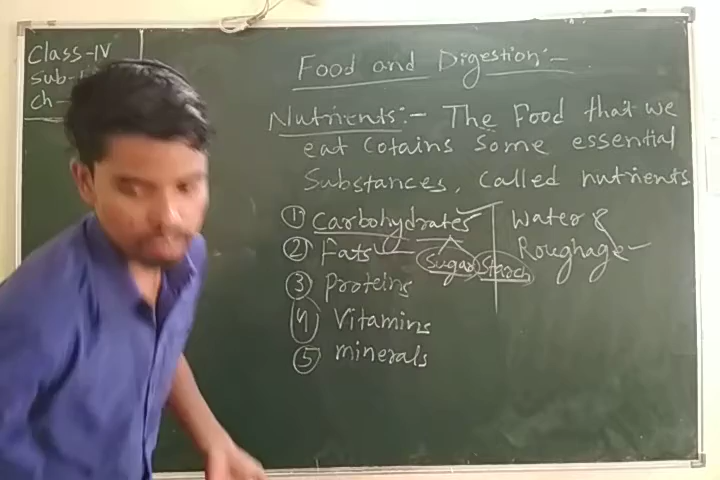 Class-IV
Sub-
Ch-
Food and Digestion:-
Nutrients:- The Food that we
eat Cotains Some essential
Substances, Called nutrients
① Carbohydrates
② Fats
Sugar Starch
③ Proteins
④ Vitamins
⑤ minerals
Water &
Roughage